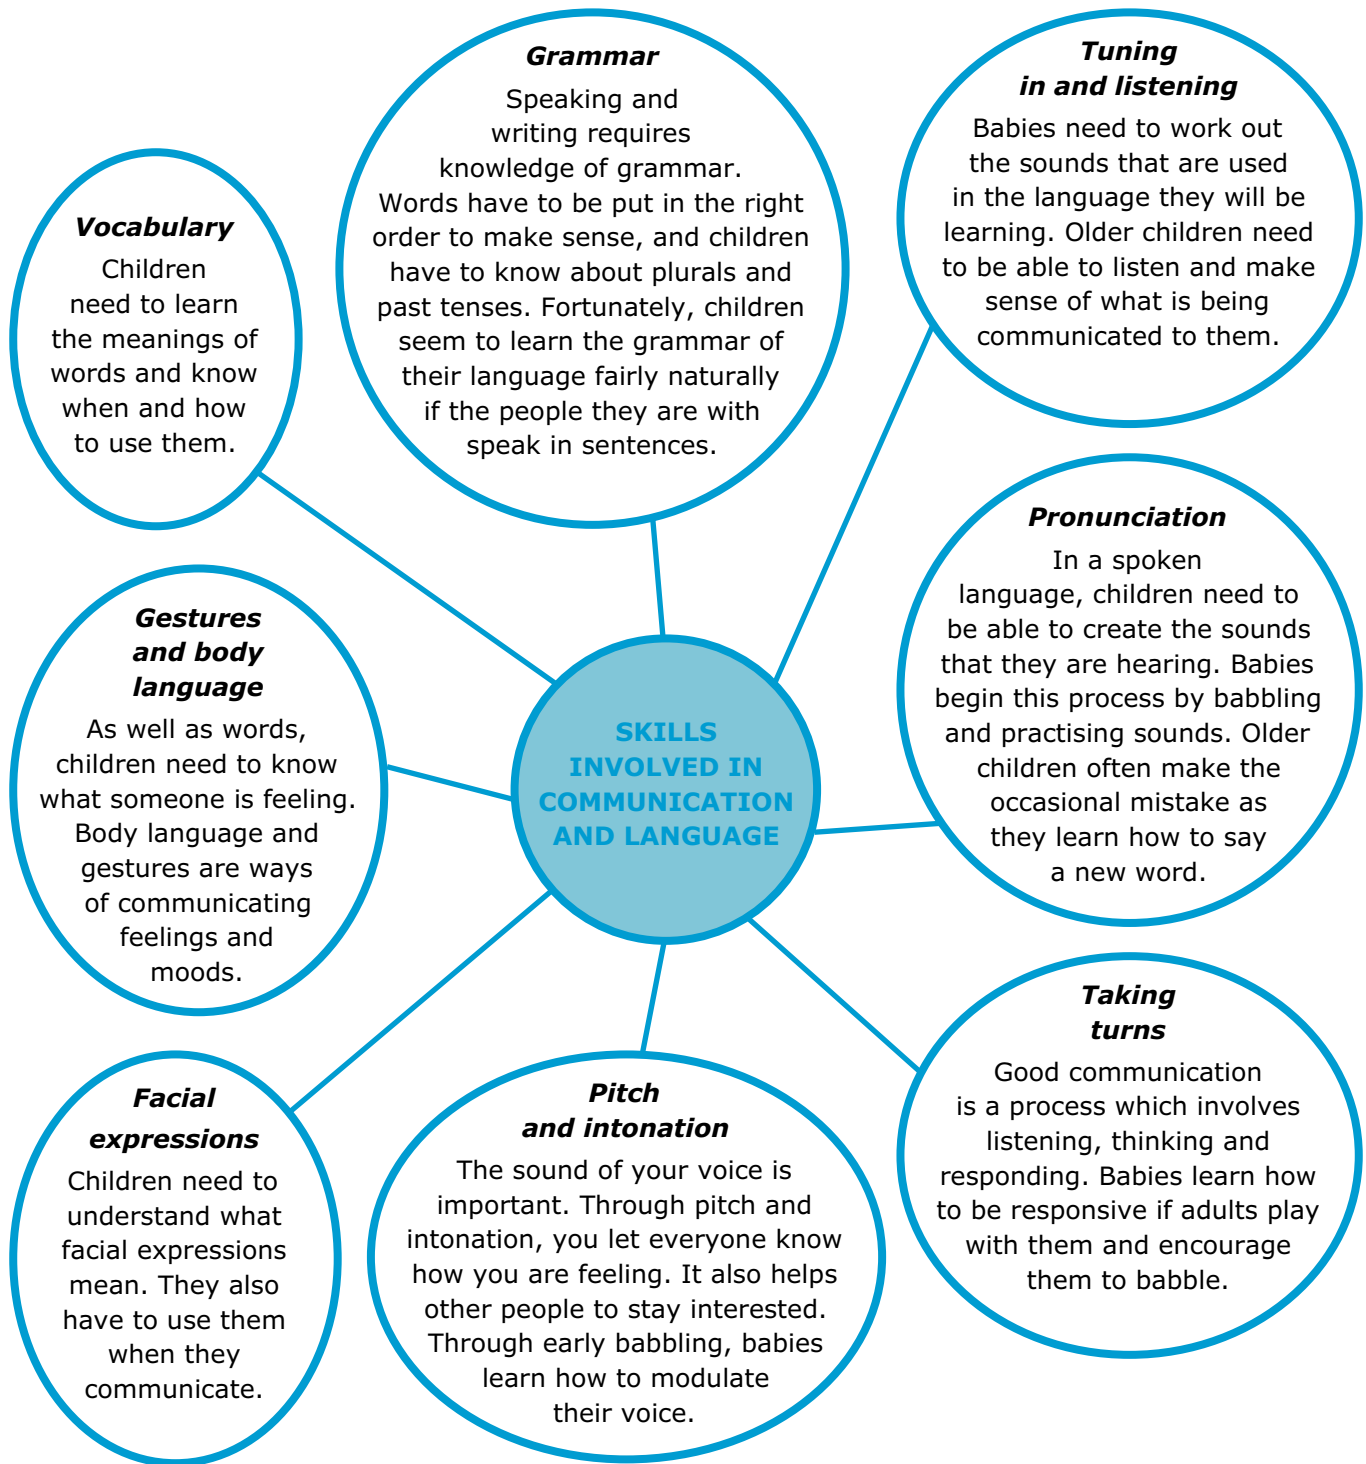 Grammar
Speaking and
writing requires
knowledge of grammar.
Words have to be put in the right
order to make sense, and children
have to know about plurals and
past tenses. Fortunately, children
seem to learn the grammar of
their language fairly naturally
if the people they are with
speak in sentences.
Tuning
in and listening
Babies need to work out
the sounds that are used
in the language they will be
learning. Older children need
to be able to listen and make
sense of what is being
communicated to them.
Vocabulary
Children
need to learn
the meanings of
words and know
when and how
to use them.
Pronunciation
In a spoken
language, children need to
be able to create the sounds
that they are hearing. Babies
begin this process by babbling
and practising sounds. Older
children often make the
occasional mistake as
they learn how to say
a new word.
Gestures
and body
language
As well as words,
children need to know
what someone is feeling.
Body language and
gestures are ways
of communicating
feelings and
moods.
SKILLS
INVOLVED IN
COMMUNICATION
AND LANGUAGE
Taking
turns
Good communication
is a process which involves
listening, thinking and
responding. Babies learn how
to be responsive if adults play
with them and encourage
them to babble.
Facial
expressions
Children need to
understand what
facial expressions
mean. They also
have to use them
when they
communicate.
Pitch
and intonation
The sound of your voice is
important. Through pitch and
intonation, you let everyone know
how you are feeling. It also helps
other people to stay interested.
Through early babbling, babies
learn how to modulate
their voice.